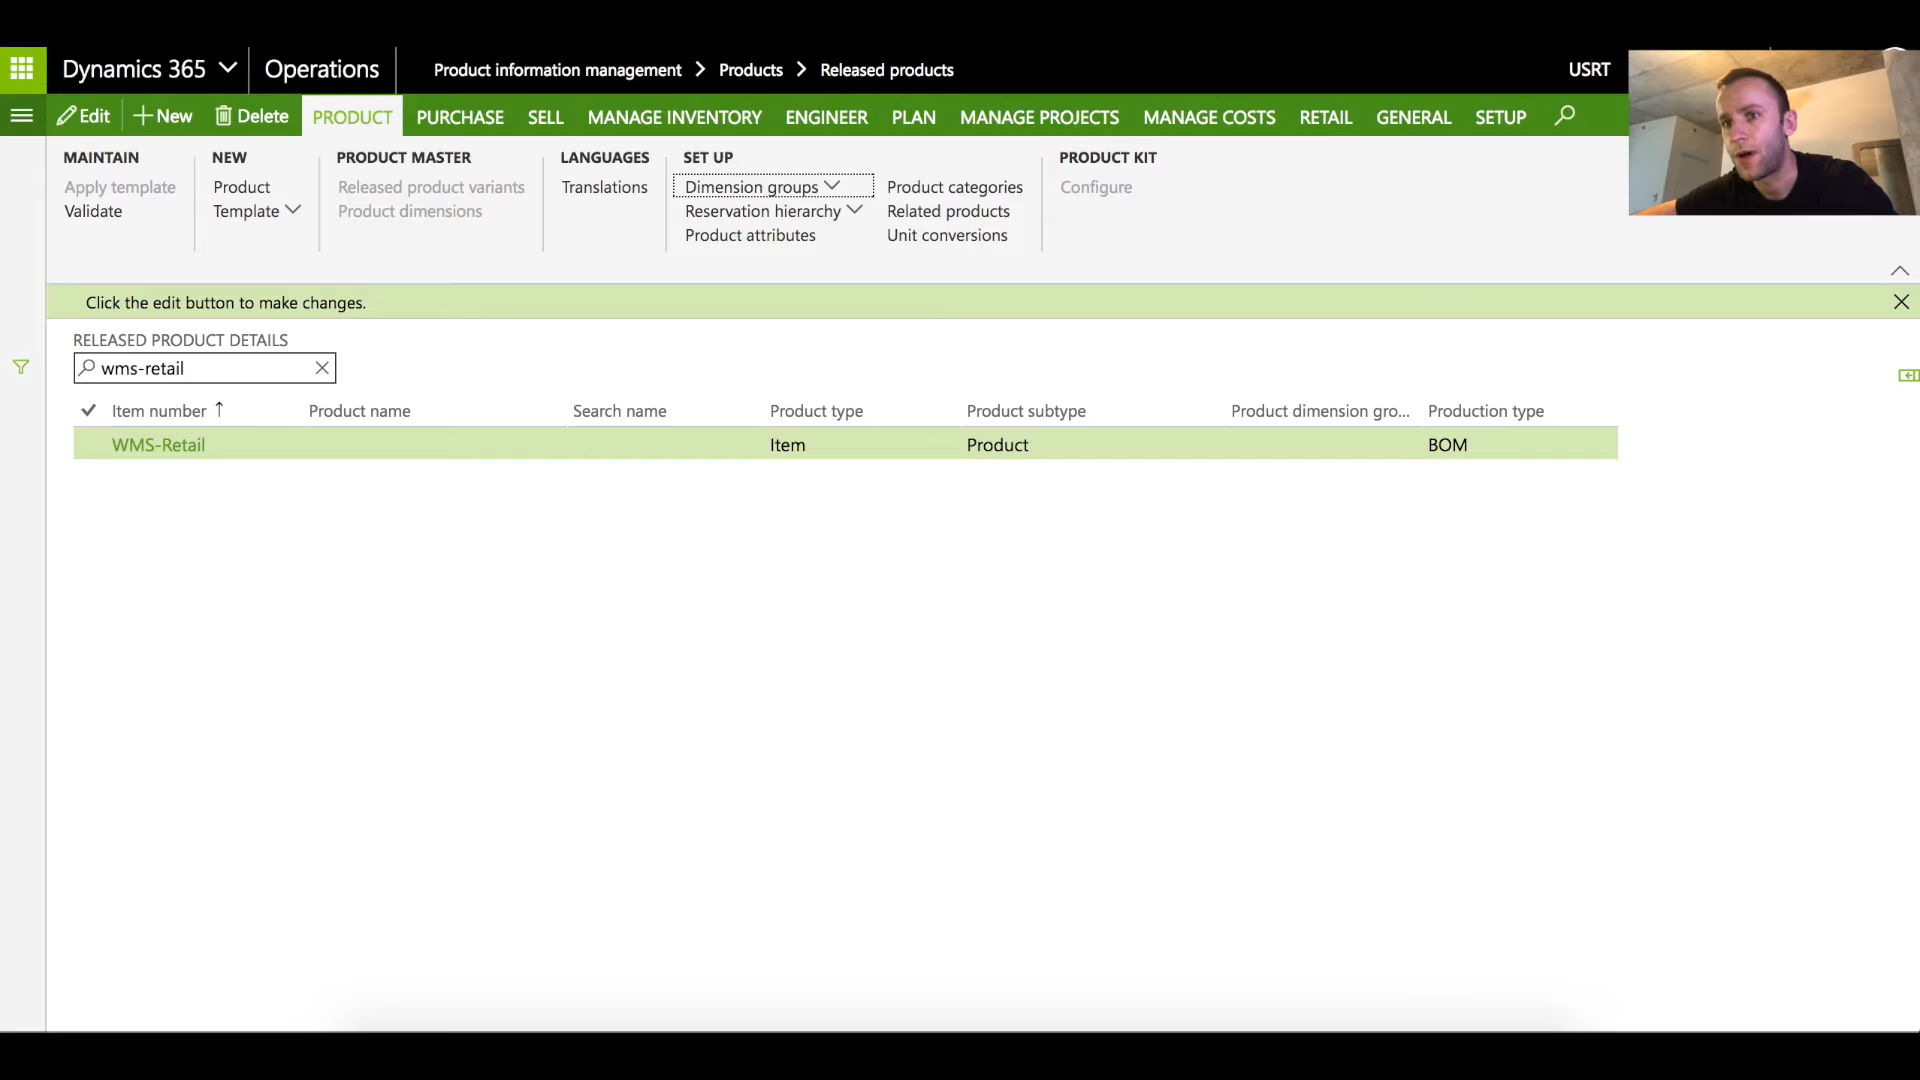 Dynamics 365 Operations Product information management Products Released products USRT
Edit New Delete PRODUCT PURCHASE SELL MANAGE INVENTORY ENGINEER PLAN MANAGE PROJECTS MANAGE COSTS RETAIL GENERAL SETUP
MAINTAIN NEW PRODUCT MASTER LANGUAGES SET UP PRODUCT KIT
Apply template Product Released product variants Translations Dimension groups Product categories Configure
Validate Template Product dimensions Reservation hierarchy Related products
Product attributes Unit conversions
Click the edit button to make changes.
RELEASED PRODUCT DETAILS
wms-retail
Item number Product name Search name Product type Product subtype Product dimension gro... Production type
WMS-Retail Item Product BOM